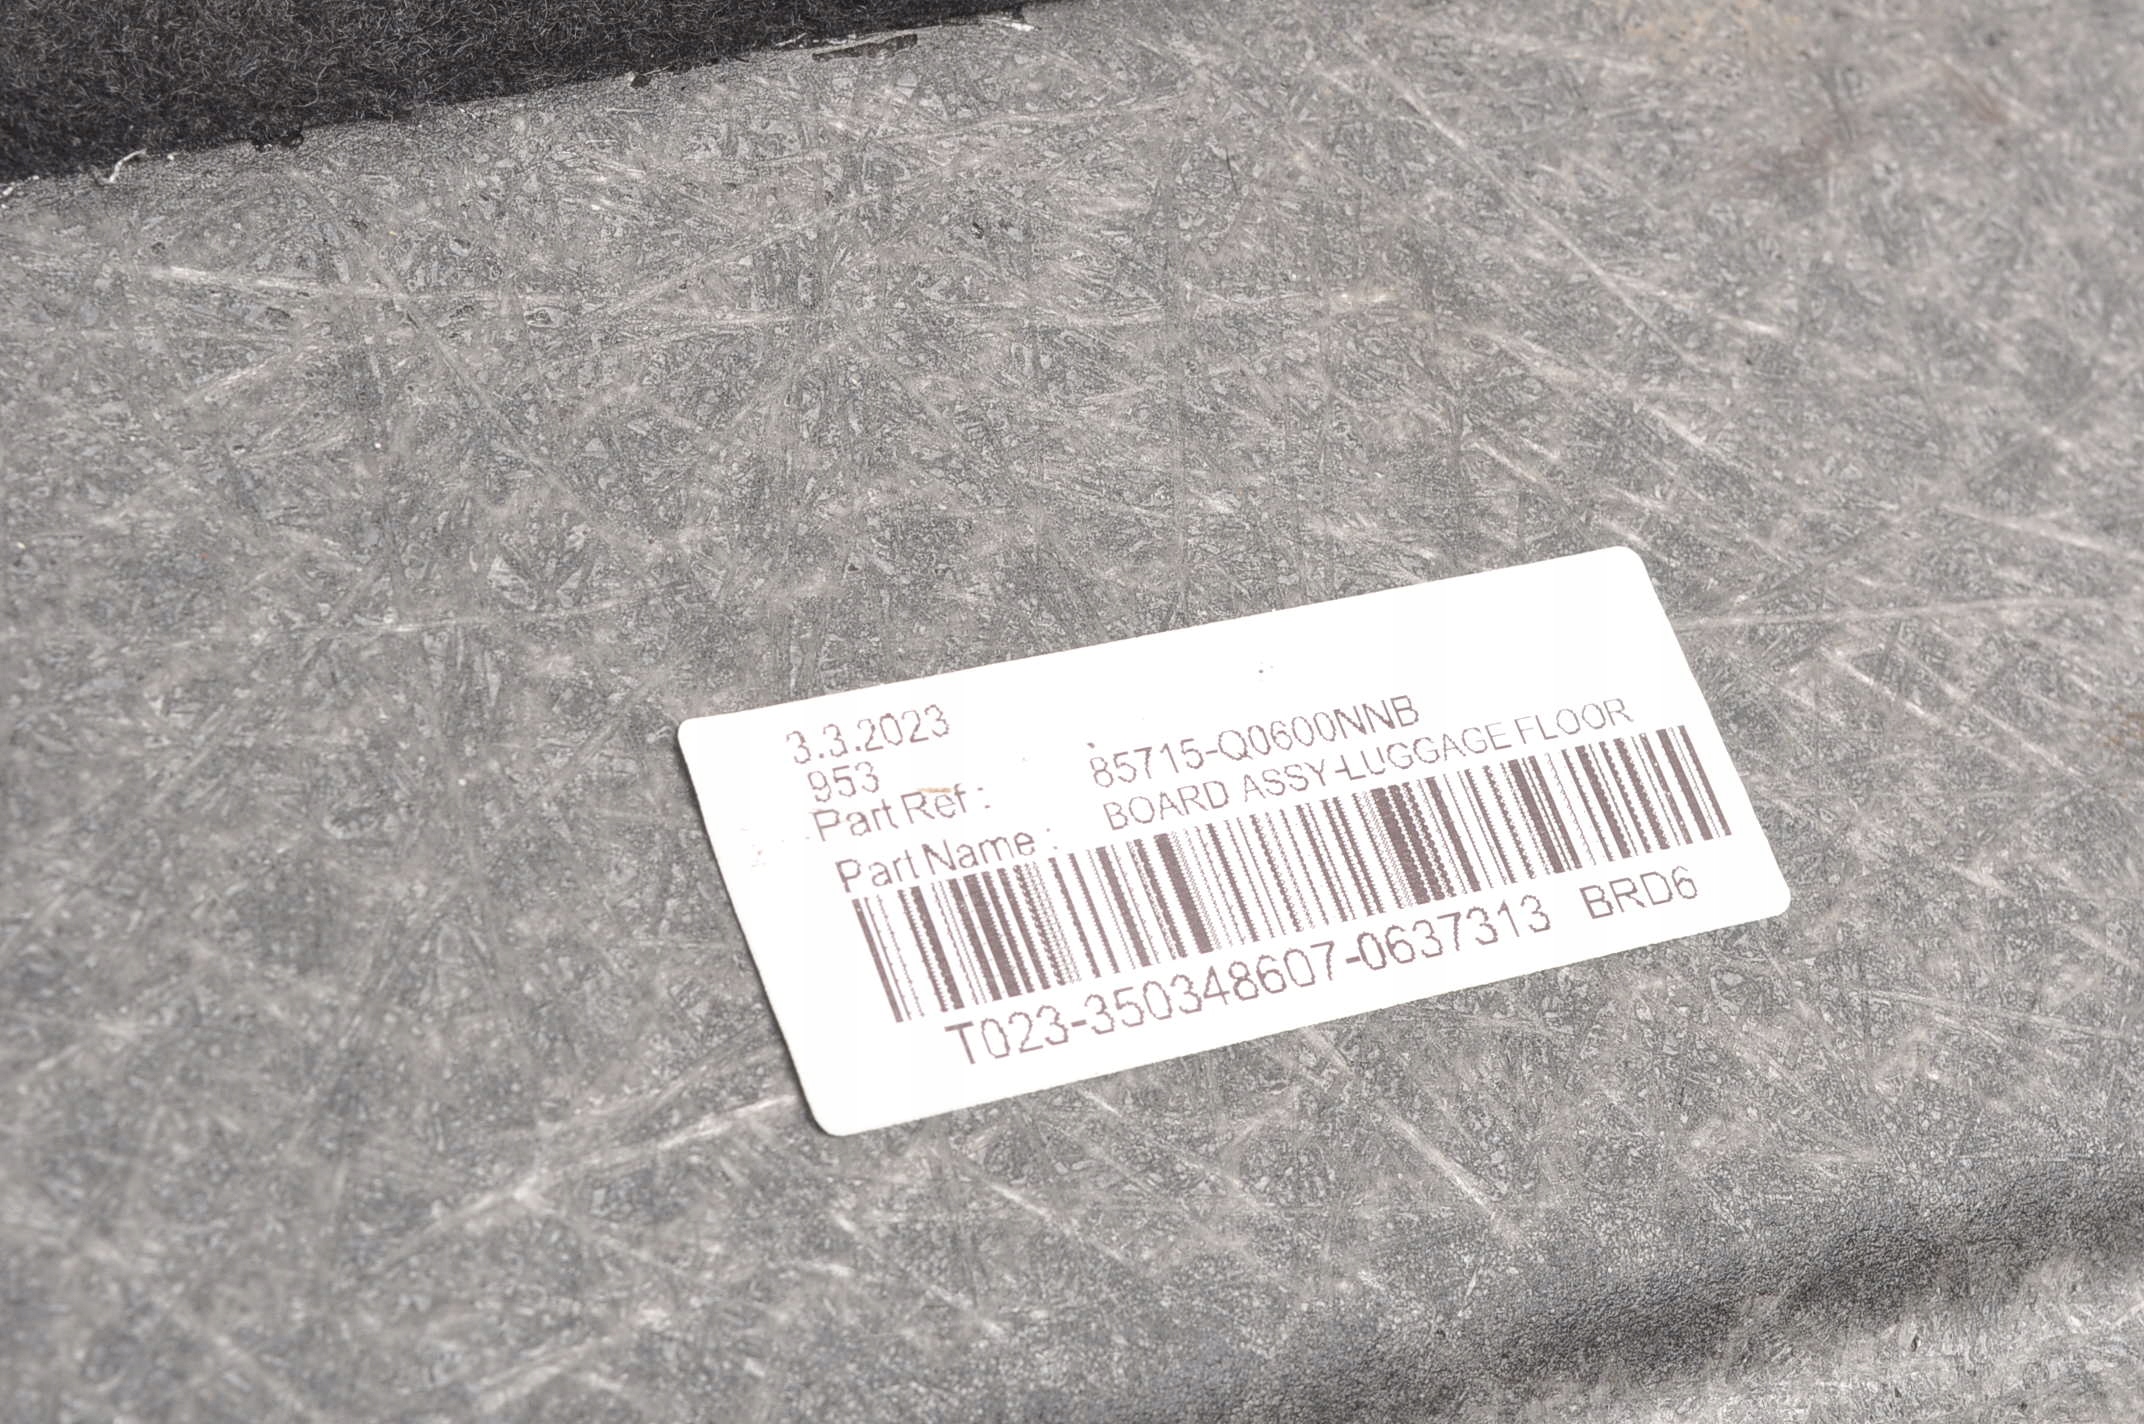 3.3.2023
953
Part Ref : 85715-Q0600NNB
Part Name : BOARD ASSY-LUGGAGE FLOOR
T023-350348607-0637313 BRD6